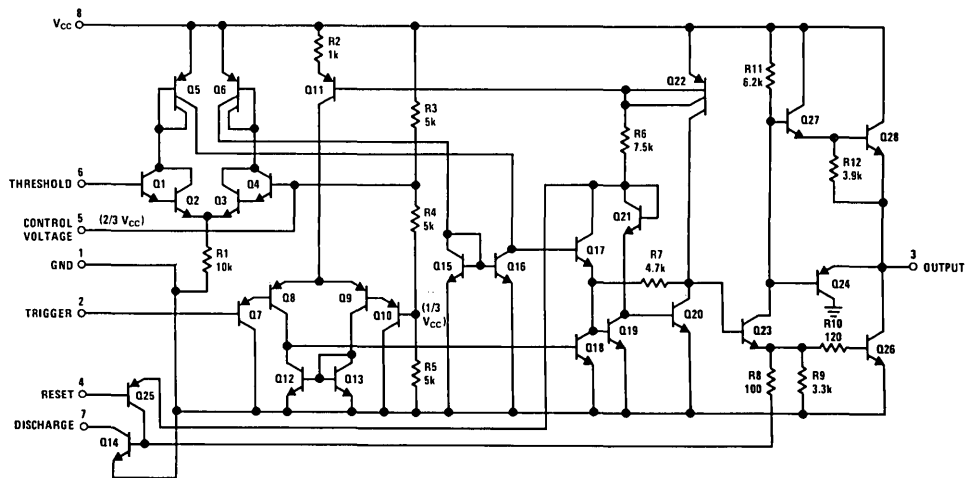 VCC 8
R2
1k
R11
6.2k
Q5
Q6
Q11
Q22
Q27
Q28
R3
5k
R6
7.5k
R12
3.9k
6
THRESHOLD
Q1
Q2
Q3
Q4
5
CONTROL
VOLTAGE
(2/3 VCC)
R4
5k
Q21
R1
10k
1
GND
Q15
Q16
Q17
R7
4.7k
3
OUTPUT
Q24
2
TRIGGER
Q7
Q8
Q9
Q10
(1/3
VCC)
Q18
Q19
Q20
Q23
R10
120
Q26
Q12
Q13
R5
5k
R8
100
R9
3.3k
4
RESET
Q25
7
DISCHARGE
Q14